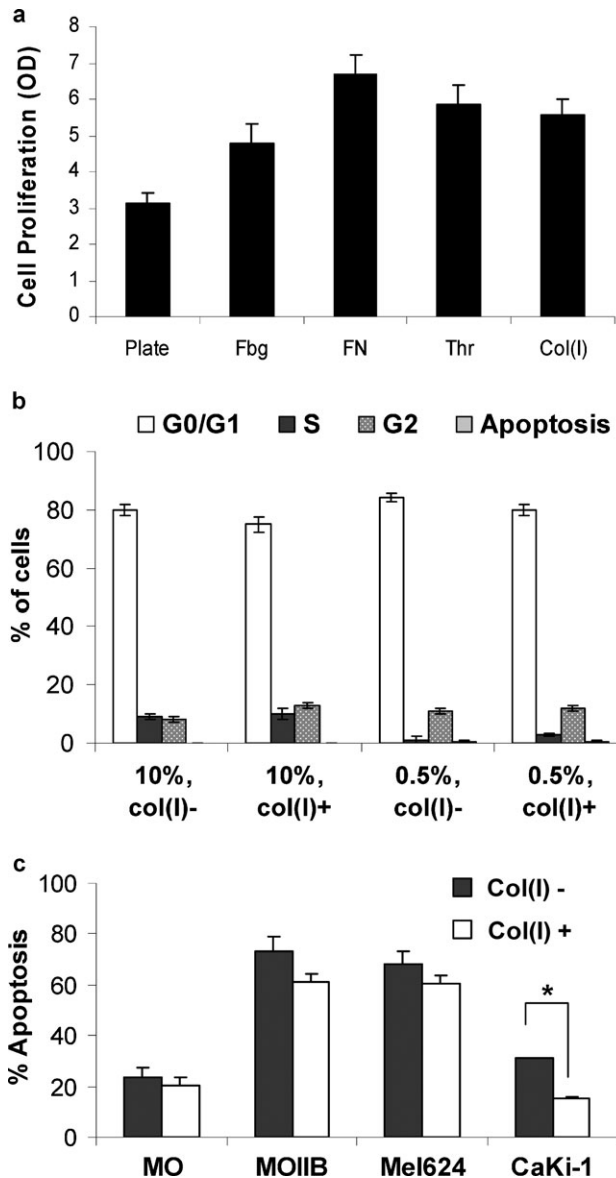 a
Cell Proliferation (OD)
8
7
6
5
4
3
2
1
0
Plate Fbg FN Thr Col(I)
b
G0/G1 S G2 Apoptosis
% of cells
100
80
60
40
20
0
10%, 10%, 0.5%, 0.5%,
col(I)- col(I)+ col(I)- col(I)+
c
% Apoptosis
100
80
60
40
20
0
Col(I) -
Col(I) +
*
MO MOIIB Mel624 CaKi-1